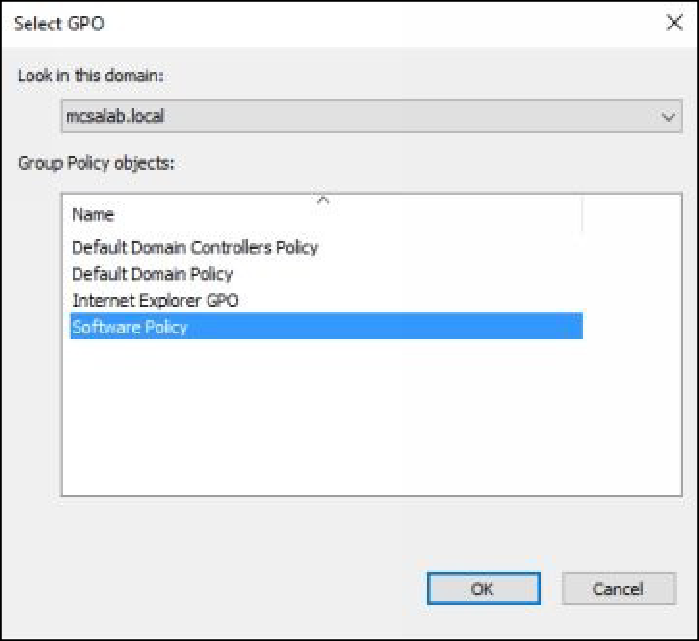 Select GPO
Look in this domain:
mcsalab.local
Group Policy objects:
Name
Default Domain Controllers Policy
Default Domain Policy
Internet Explorer GPO
Software Policy
OK
Cancel